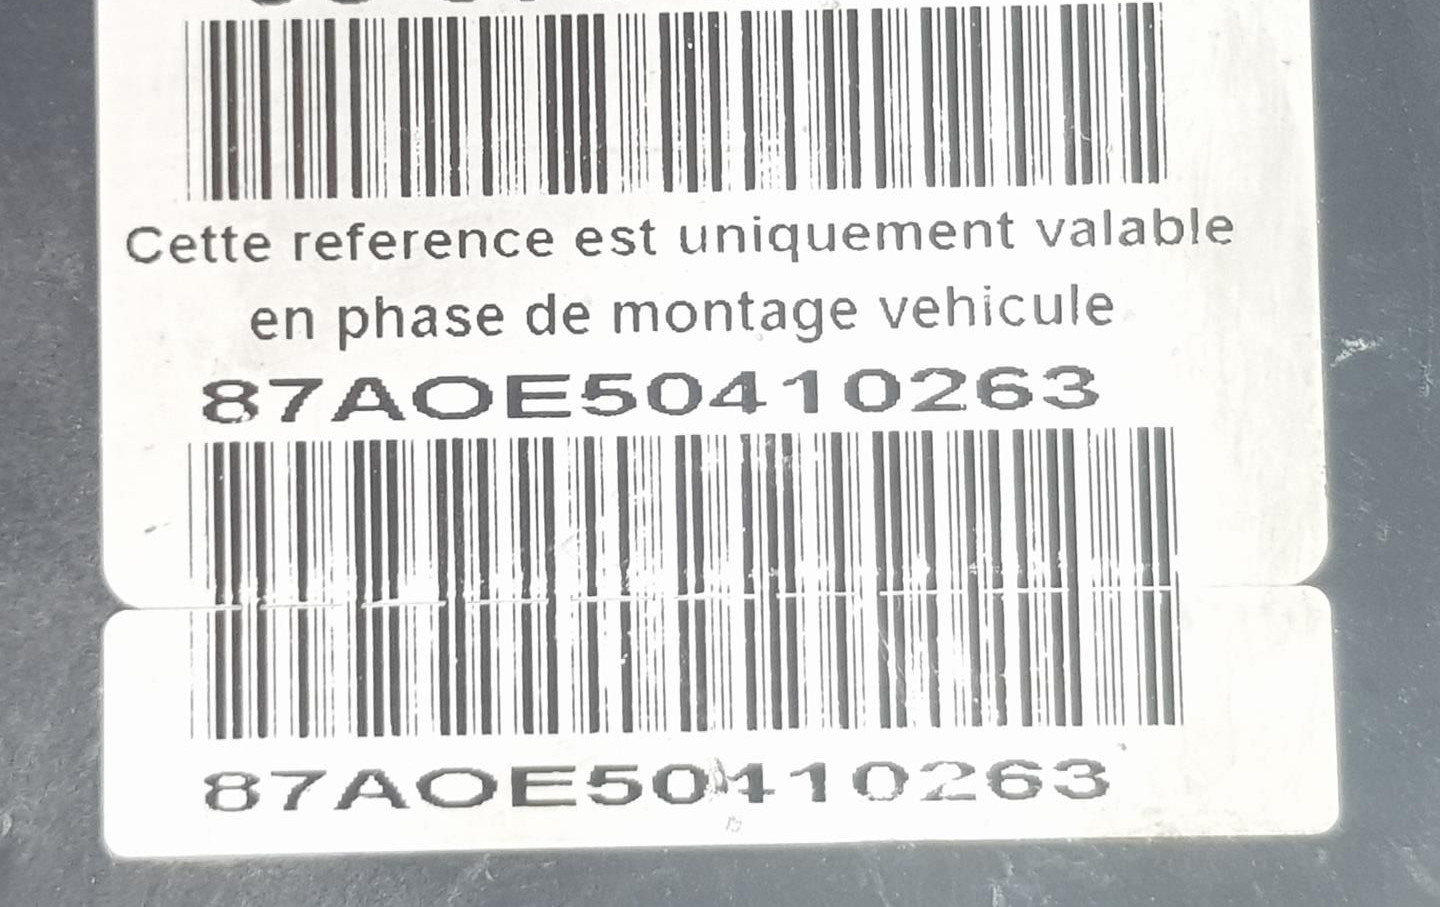 Cette reference est uniquement valable
en phase de montage vehicule
87AOE50410263
87AOE50410263